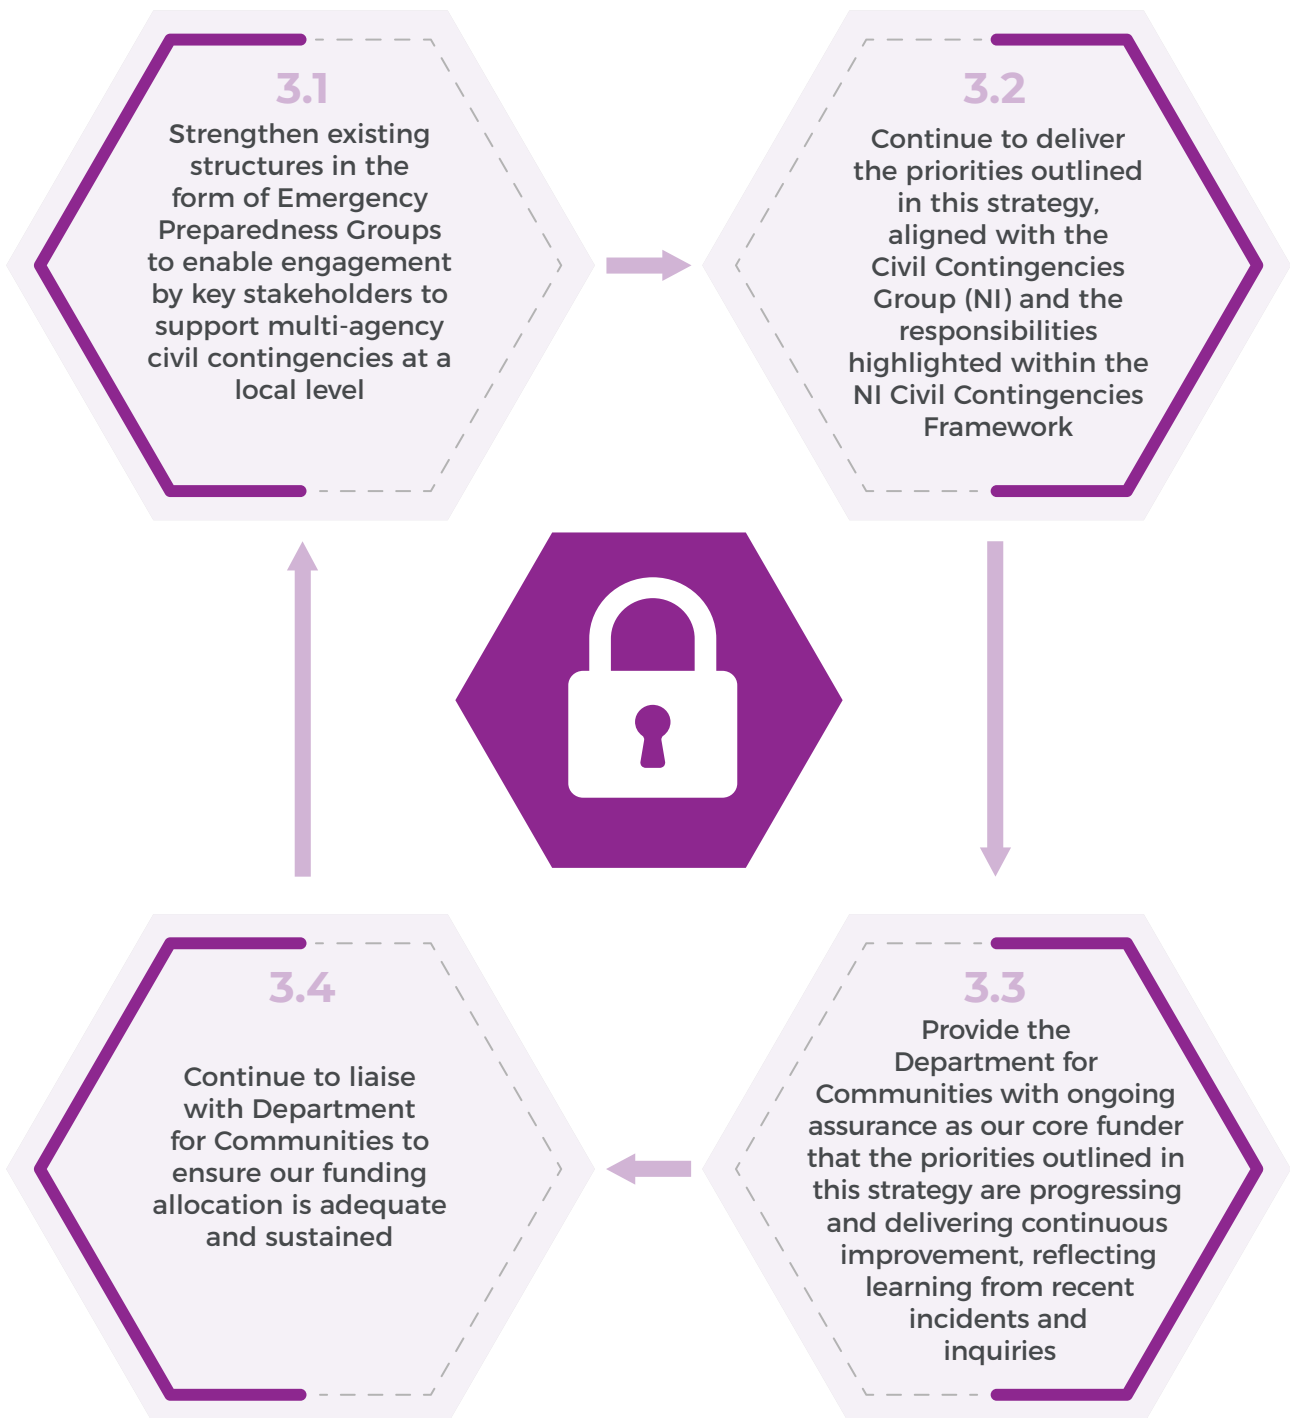 3.1
Strengthen existing
structures in the
form of Emergency
Preparedness Groups
to enable engagement
by key stakeholders to
support multi-agency
civil contingencies at a
local level
3.2
Continue to deliver
the priorities outlined
in this strategy,
aligned with the
Civil Contingencies
Group (NI) and the
responsibilities
highlighted within the
NI Civil Contingencies
Framework
3.3
Provide the
Department for
Communities with ongoing
assurance as our core funder
that the priorities outlined in
this strategy are progressing
and delivering continuous
improvement, reflecting
learning from recent
incidents and
inquiries
3.4
Continue to liaise
with Department
for Communities to
ensure our funding
allocation is adequate
and sustained